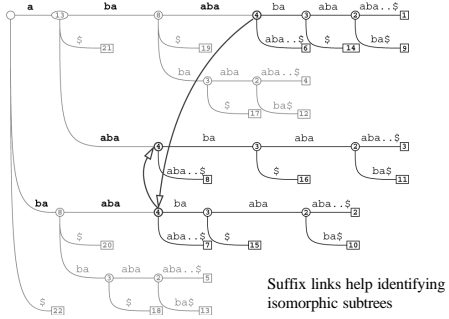 a ba aba ba aba aba..$
13 8 4 3 2 1
$ $ aba..$ $ ba$
21 19 6 14 9
ba aba aba..$
3 2 4
$ ba$
17 12
aba ba aba aba..$
4 3 2 3
aba..$ $ ba$
8 16 11
ba aba ba aba aba..$
8 4 3 2 2
$ aba..$ $ ba$
20 7 15 10
ba aba aba..$
3 2 5
$ $ ba$
22 18 13
Suffix links help identifying
isomorphic subtrees